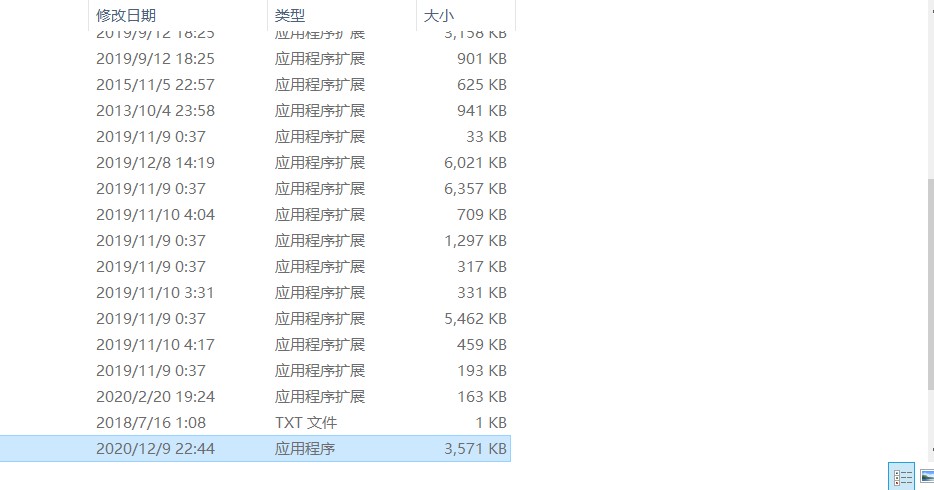 修改日期 类型 大小
2019/9/12 18:25 应用程序扩展 3,158 KB
2019/9/12 18:25 应用程序扩展 901 KB
2015/11/5 22:57 应用程序扩展 625 KB
2013/10/4 23:58 应用程序扩展 941 KB
2019/11/9 0:37 应用程序扩展 33 KB
2019/12/8 14:19 应用程序扩展 6,021 KB
2019/11/9 0:37 应用程序扩展 6,357 KB
2019/11/10 4:04 应用程序扩展 709 KB
2019/11/9 0:37 应用程序扩展 1,297 KB
2019/11/9 0:37 应用程序扩展 317 KB
2019/11/10 3:31 应用程序扩展 331 KB
2019/11/9 0:37 应用程序扩展 5,462 KB
2019/11/10 4:17 应用程序扩展 459 KB
2019/11/9 0:37 应用程序扩展 193 KB
2020/2/20 19:24 应用程序扩展 163 KB
2018/7/16 1:08 TXT 文件 1 KB
2020/12/9 22:44 应用程序 3,571 KB